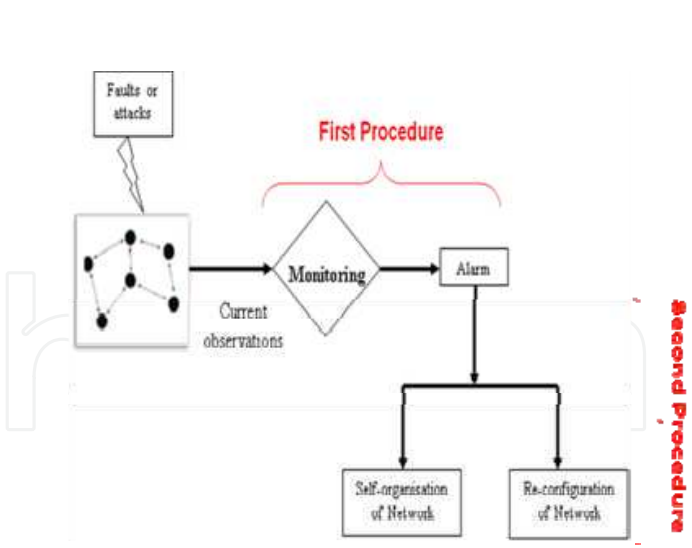 Faults or
attacks
First Procedure
Monitoring
Alarm
Current
observations
Second Procedure
Self-organisation
of Network
Re-configuration
of Network